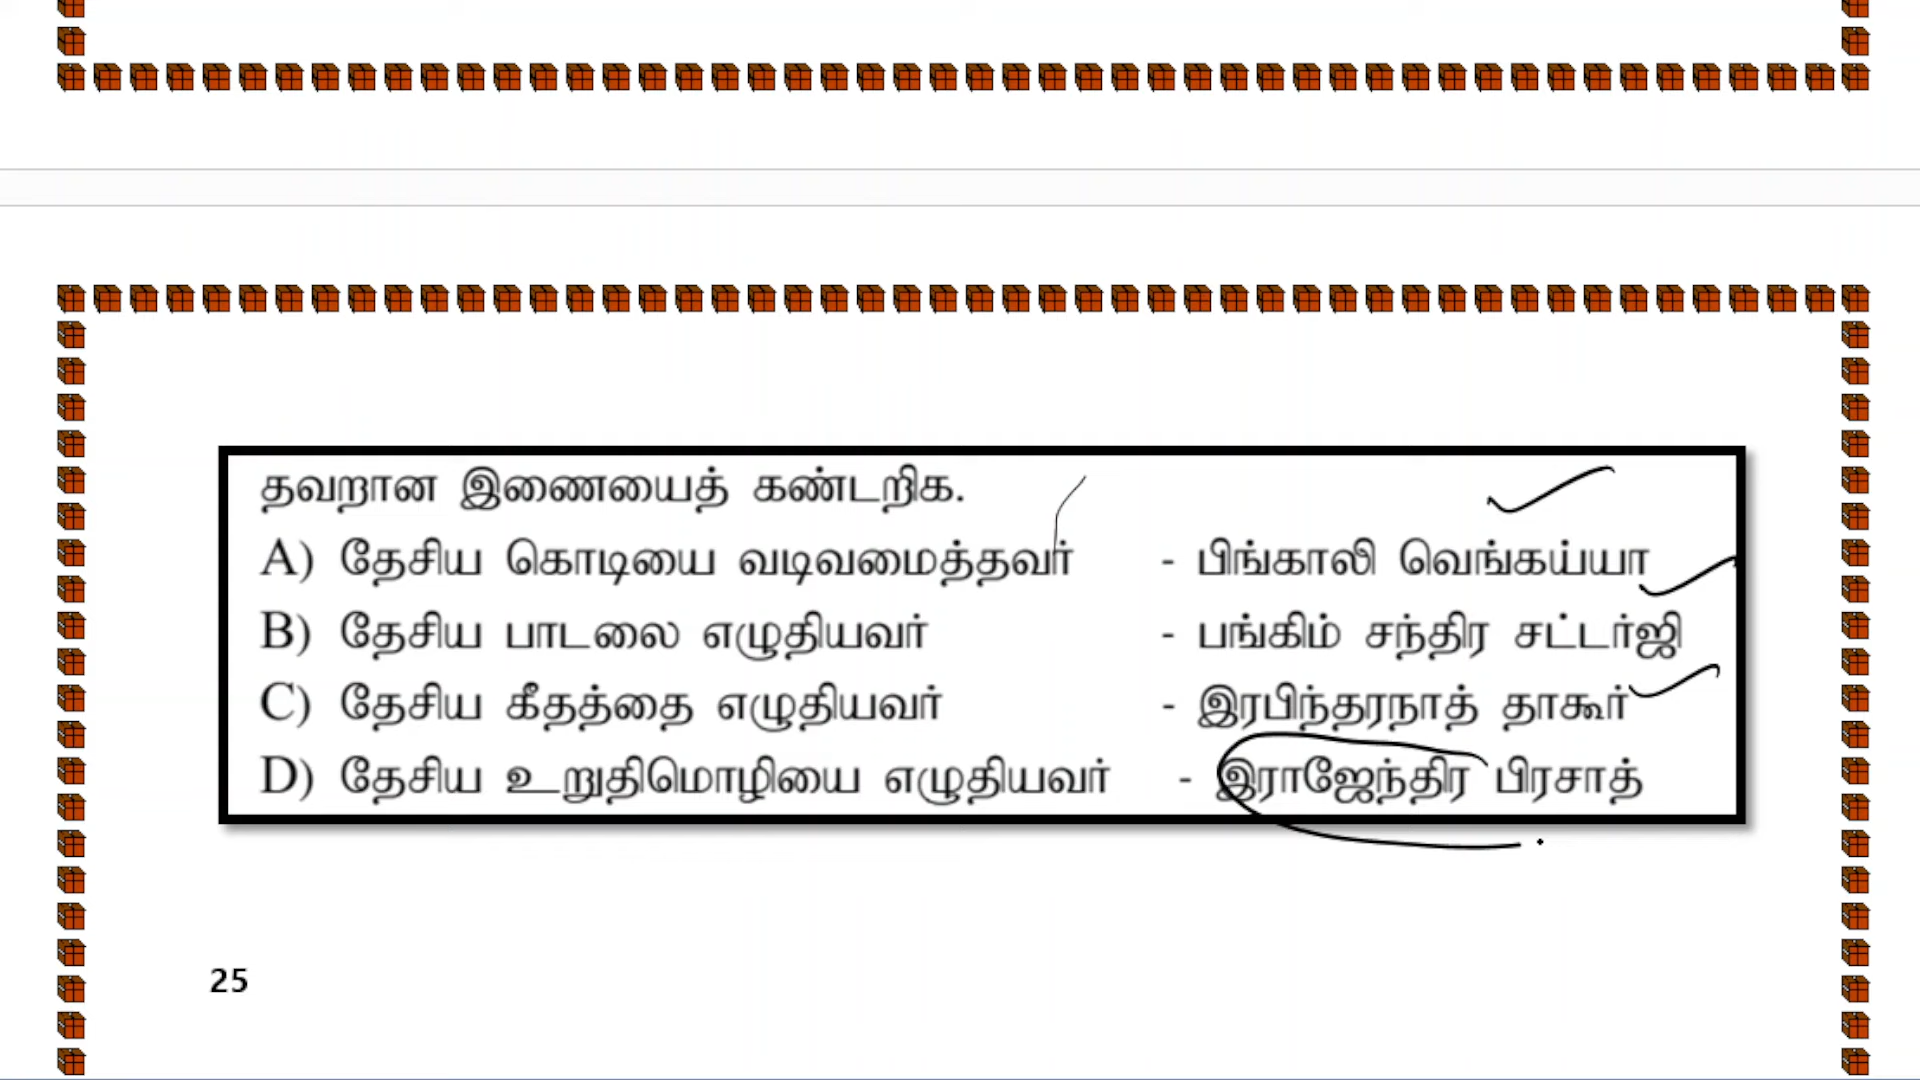 தவறான இணையைத் கண்டறிக.
A) தேசிய கொடியை வடிவமைத்தவர் - பிங்காலி வெங்கய்யா
B) தேசிய பாடலை எழுதியவர் - பங்கிம் சந்திர சட்டர்ஜி
C) தேசிய கீதத்தை எழுதியவர் - இரபிந்தரநாத் தாகூர்
D) தேசிய உறுதிமொழியை எழுதியவர் - இராஜேந்திர பிரசாத்
25